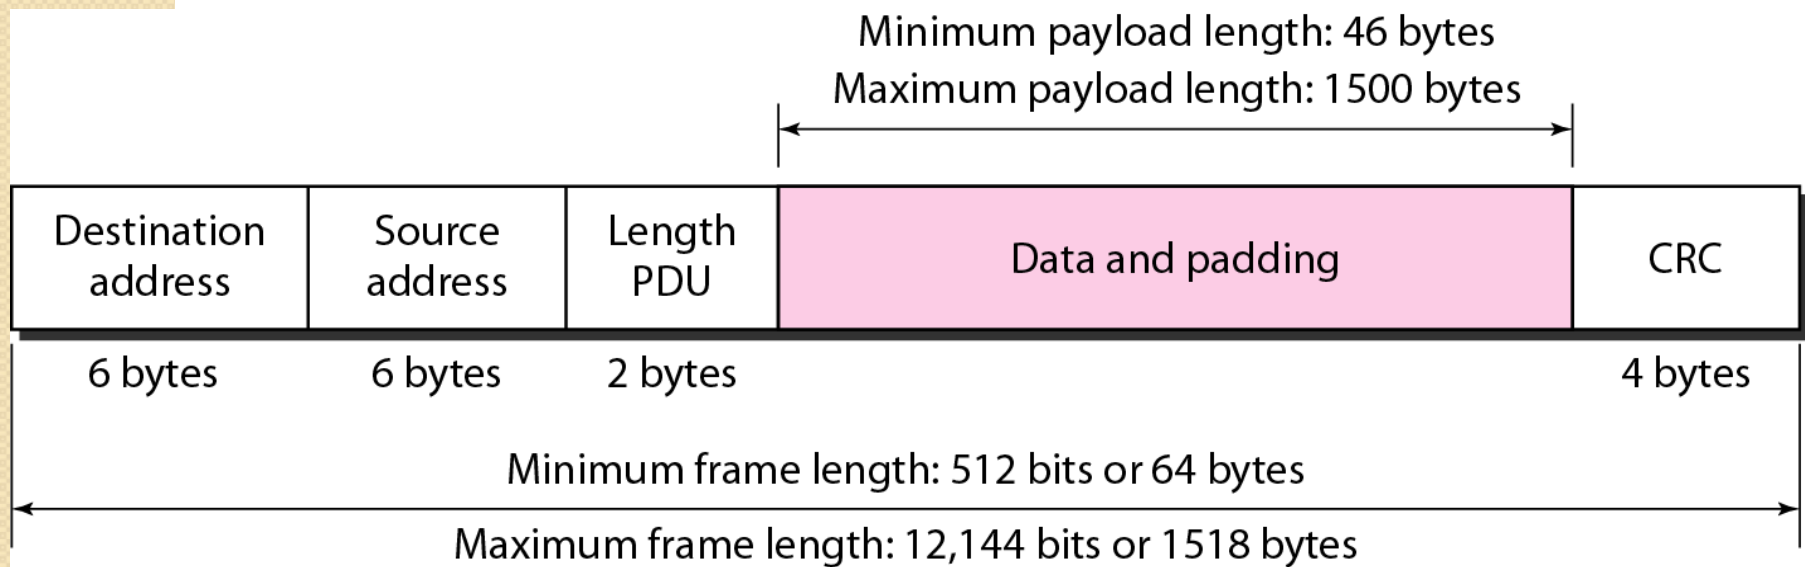 Minimum payload length: 46 bytes
Maximum payload length: 1500 bytes
Destination
address
Source
address
Length
PDU
Data and padding
CRC
6 bytes
6 bytes
2 bytes
4 bytes
Minimum frame length: 512 bits or 64 bytes
Maximum frame length: 12,144 bits or 1518 bytes